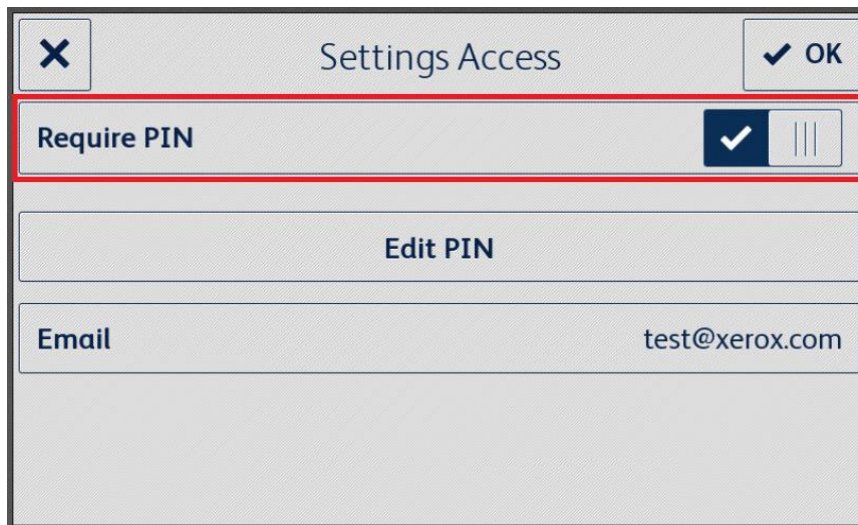 Settings Access
OK
Require PIN
Edit PIN
Email test@xerox.com